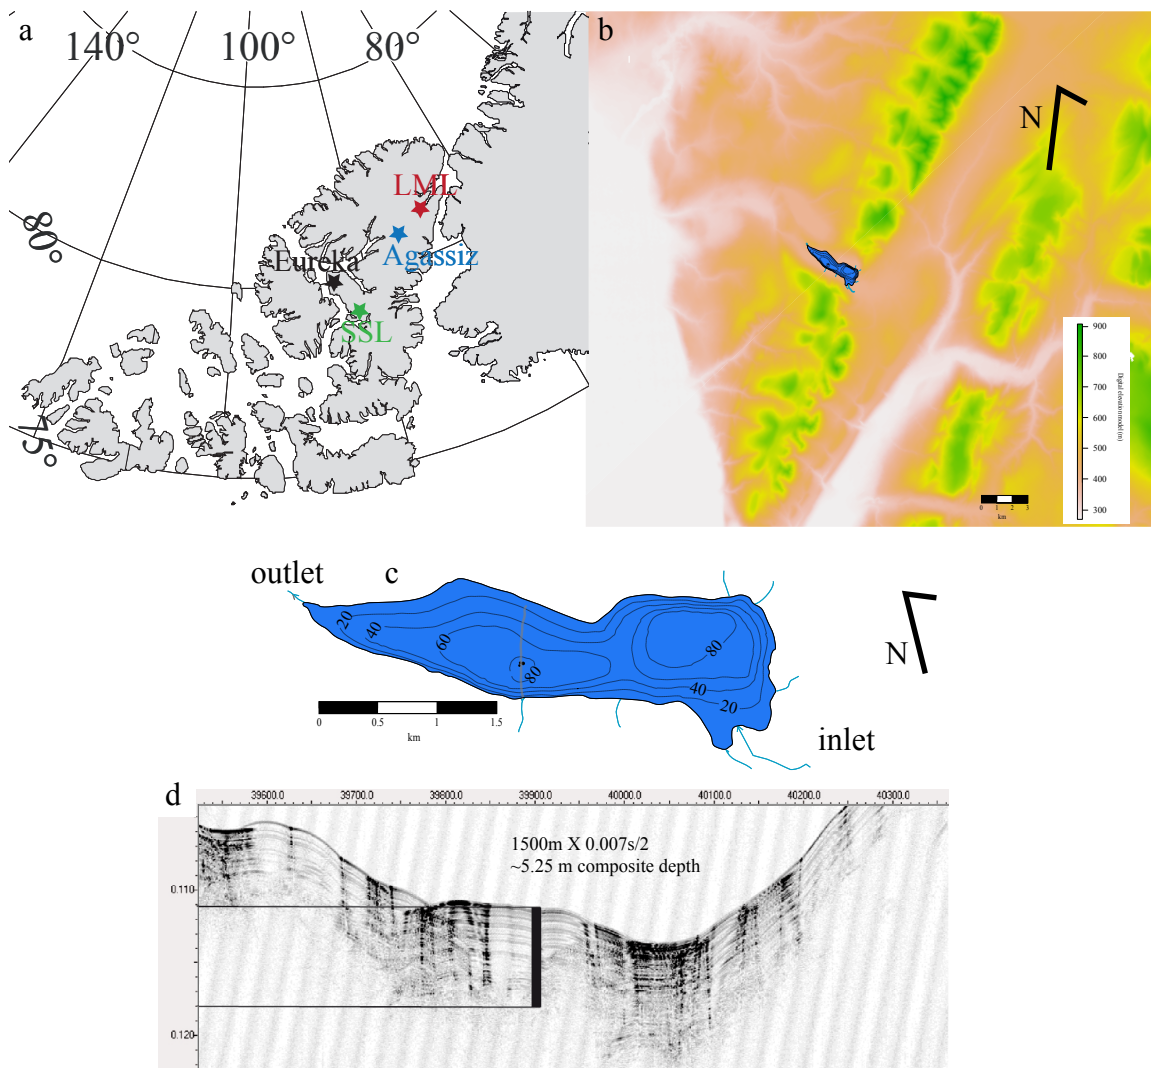 a
140°
100°
80°
LML
Agassiz
Eureka
SSL
80°
75°
b
N
900
800
700
600
500
400
300
Digital elevation model (m)
0 1 2 3
km
outlet
c
20
40
60
80
80
40
20
N
0 0.5 1 1.5
km
inlet
d
39600.0 39700.0 39800.0 39900.0 40000.0 40100.0 40200.0 40300.0
1500m X 0.007s/2
~5.25 m composite depth
0.110
0.120